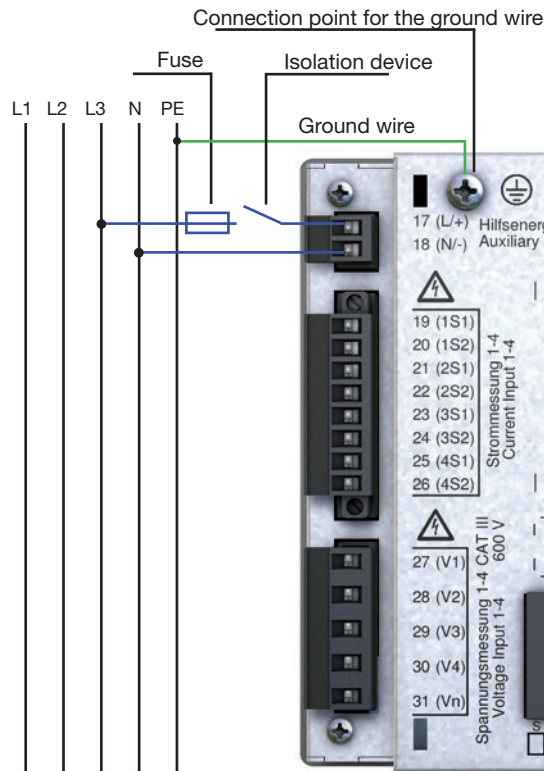 Connection point for the ground wire
Fuse
Isolation device
L1 L2 L3 N PE
Ground wire
17 (L/+)
18 (N/-)
Auxiliary
19 (1S1)
20 (1S2)
21 (2S1)
22 (2S2)
23 (3S1)
24 (3S2)
25 (4S1)
26 (4S2)
Strommessung 1-4
Current Input 1-4
27 (V1)
28 (V2)
29 (V3)
30 (V4)
31 (Vn)
Spannungsmessung 1-4 CAT III
Voltage Input 1-4 600 V